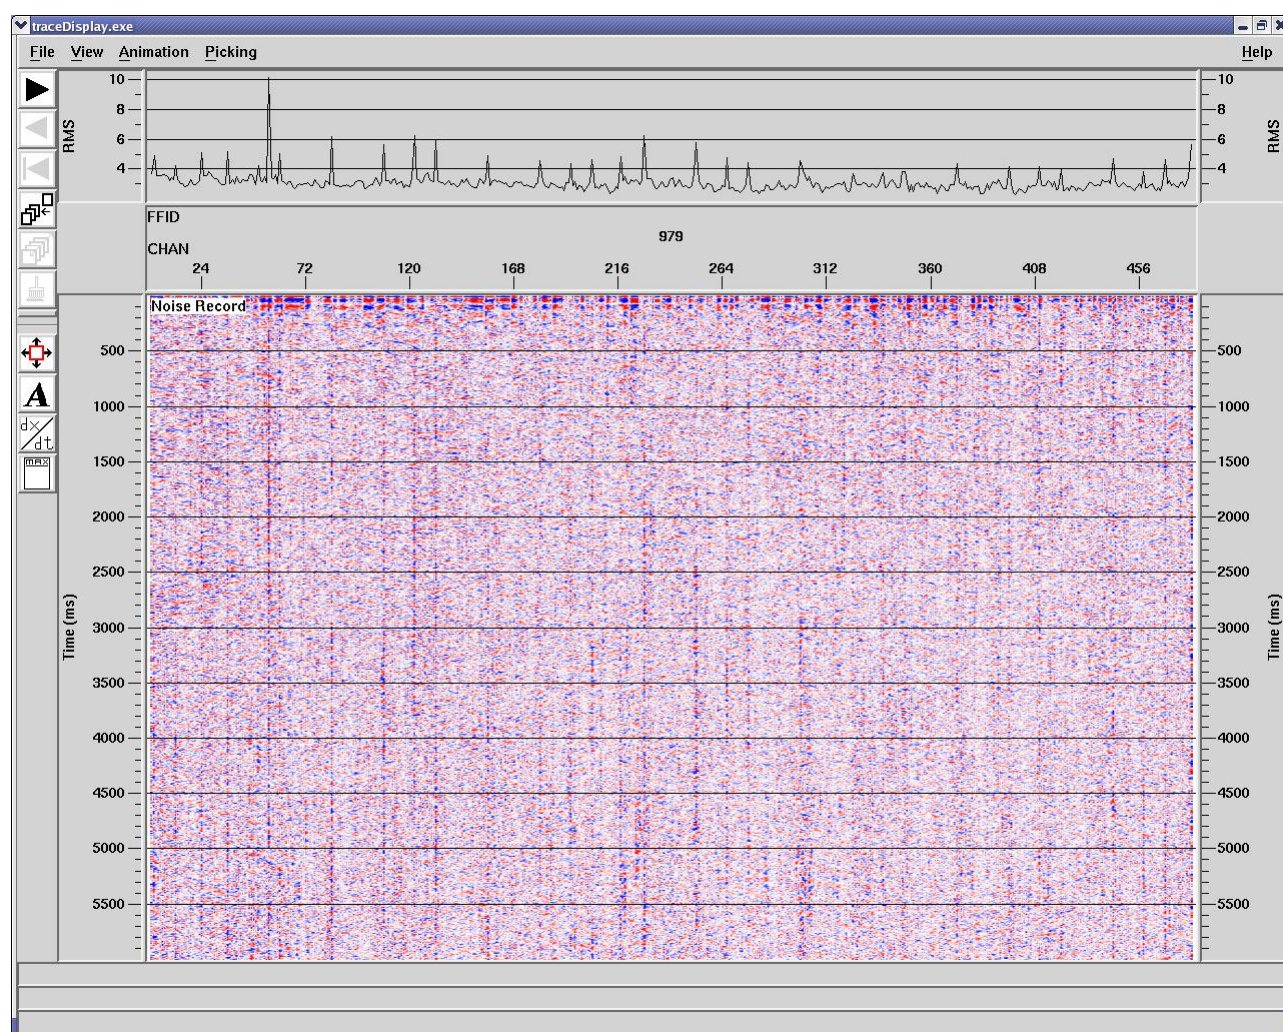 traceDisplay.exe
File View Animation Picking Help
10 10
8 8
6 6
4 4
RMS RMS
FFID
979
CHAN
24 72 120 168 216 264 312 360 408 456
Noise Record
500 500
1000 1000
1500 1500
2000 2000
2500 2500
3000 3000
3500 3500
4000 4000
4500 4500
5000 5000
5500 5500
Time (ms) Time (ms)
A
dx/dt
max